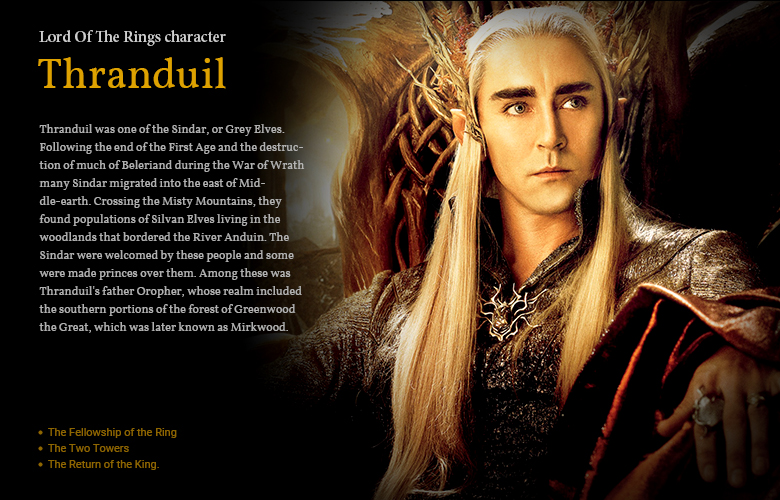 Lord Of The Rings character
Thranduil
Thranduil was one of the Sindar, or Grey Elves.
Following the end of the First Age and the destruc-
tion of much of Beleriand during the War of Wrath
many Sindar migrated into the east of Mid-
dle-earth. Crossing the Misty Mountains, they
found populations of Silvan Elves living in the
woodlands that bordered the River Anduin. The
Sindar were welcomed by these people and some
were made princes over them. Among these was
Thranduil's father Oropher, whose realm included
the southern portions of the forest of Greenwood
the Great, which was later known as Mirkwood.
• The Fellowship of the Ring
• The Two Towers
• The Return of the King.